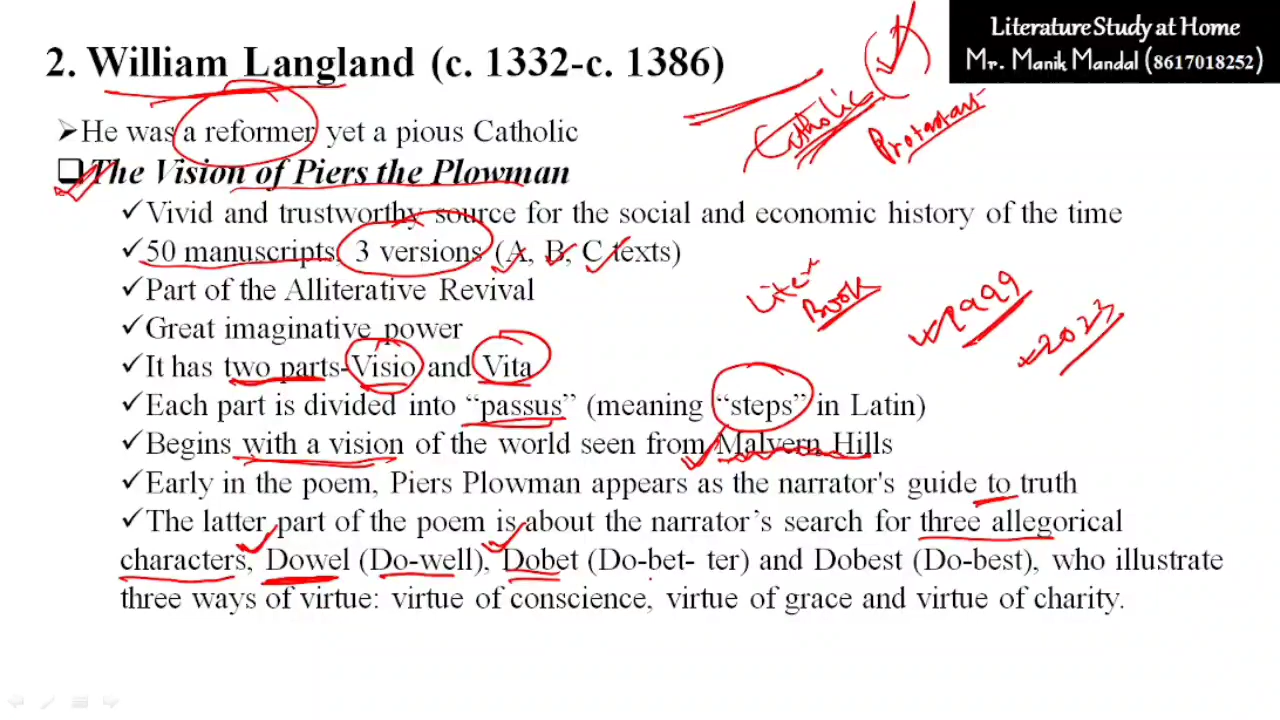 Literature Study at Home
Mr. Manik Mandal (8617018252)
2. William Langland (c. 1332-c. 1386)
➢He was a reformer yet a pious Catholic
Catholic
Protestant
❑The Vision of Piers the Plowman
✓Vivid and trustworthy source for the social and economic history of the time
✓50 manuscripts, 3 versions (A, B, C texts)
✓Part of the Alliterative Revival
Book
1999
2023
✓Great imaginative power
✓It has two parts-Visio and Vita
✓Each part is divided into “passus” (meaning “steps” in Latin)
✓Begins with a vision of the world seen from Malvern Hills
✓Early in the poem, Piers Plowman appears as the narrator's guide to truth
✓The latter part of the poem is about the narrator’s search for three allegorical
characters, Dowel (Do-well), Dobet (Do-bet- ter) and Dobest (Do-best), who illustrate
three ways of virtue: virtue of conscience, virtue of grace and virtue of charity.